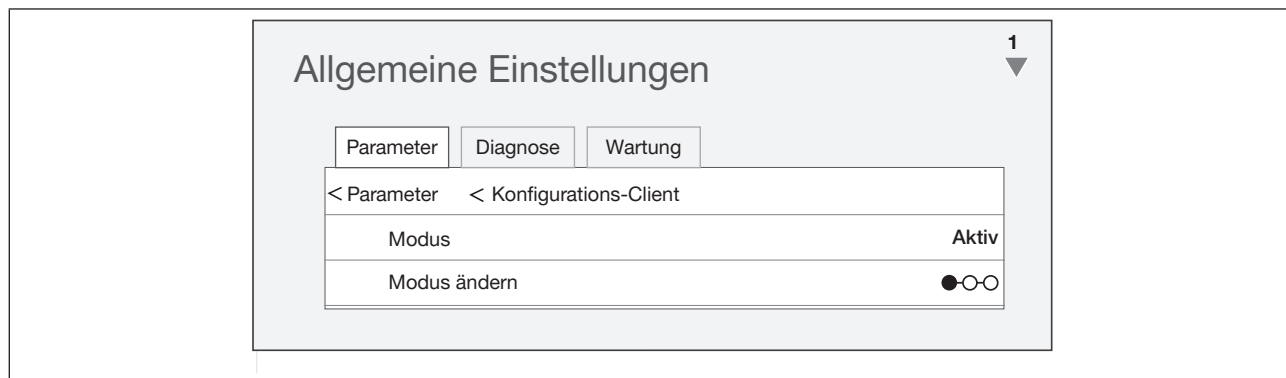 1
Allgemeine Einstellungen
Parameter Diagnose Wartung
< Parameter < Konfigurations-Client
Modus Aktiv
Modus ändern